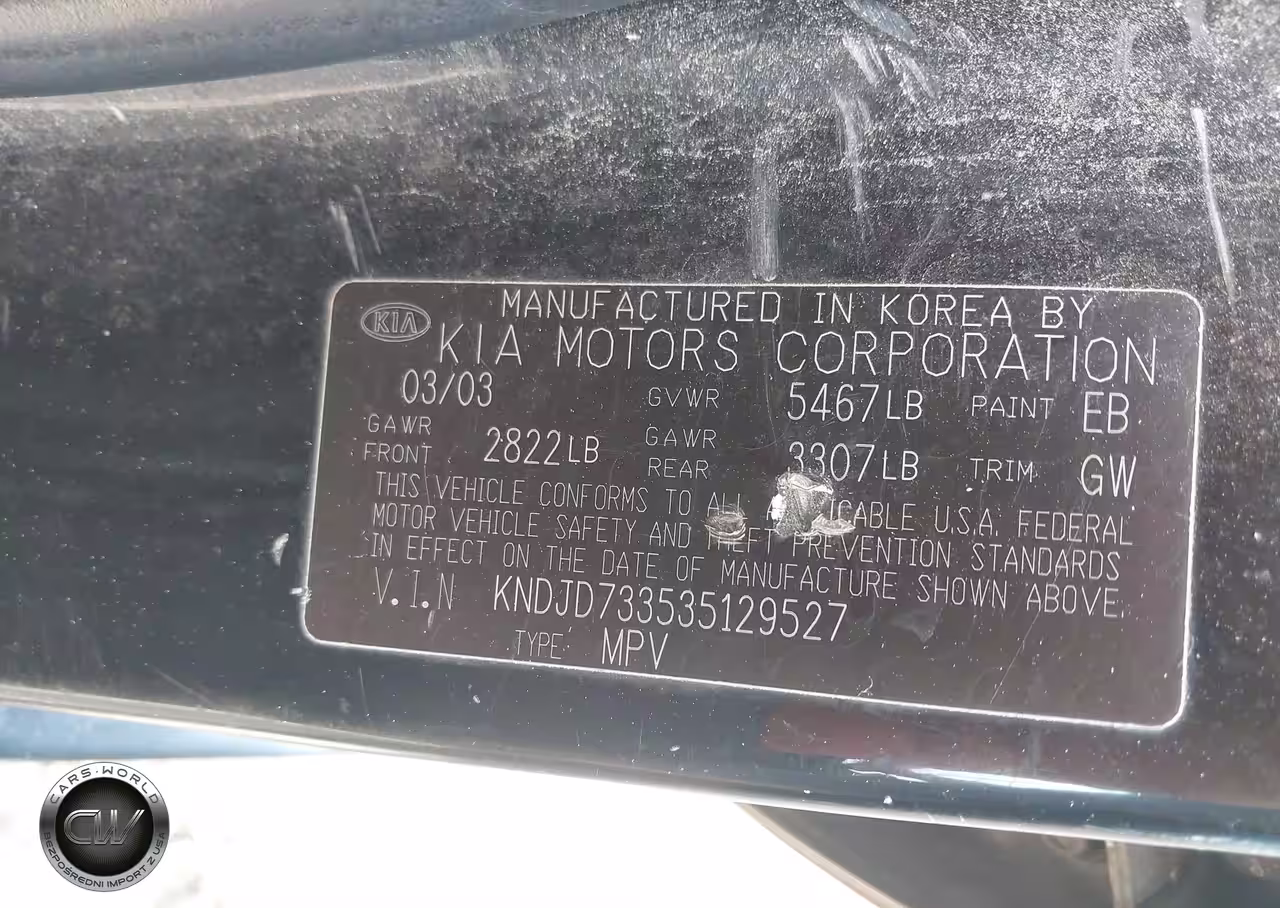 KIA
MANUFACTURED IN KOREA BY
KIA MOTORS CORPORATION
03/03 GVWR 5467LB PAINT EB
GAWR FRONT 2822LB GAWR REAR 3307LB TRIM GW
THIS VEHICLE CONFORMS TO ALL U.S.A. FEDERAL
MOTOR VEHICLE SAFETY AND THEFT PREVENTION STANDARDS
IN EFFECT ON THE DATE OF MANUFACTURE SHOWN ABOVE.
V.I.N KNDJD733535129527
TYPE: MPV
CARS·WORLD
CW
BEZPOŚREDNI IMPORT Z USA